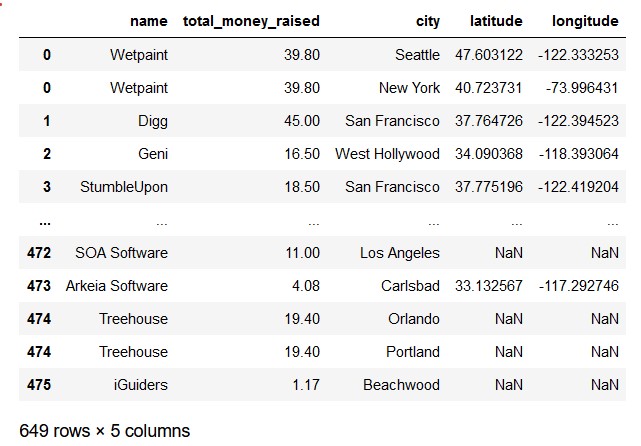 name total_money_raised city latitude longitude
0 Wetpaint 39.80 Seattle 47.603122 -122.333253
0 Wetpaint 39.80 New York 40.723731 -73.996431
1 Digg 45.00 San Francisco 37.764726 -122.394523
2 Geni 16.50 West Hollywood 34.090368 -118.393064
3 StumbleUpon 18.50 San Francisco 37.775196 -122.419204
... ... ... ... ... ...
472 SOA Software 11.00 Los Angeles NaN NaN
473 Arkeia Software 4.08 Carlsbad 33.132567 -117.292746
474 Treehouse 19.40 Orlando NaN NaN
474 Treehouse 19.40 Portland NaN NaN
475 iGuiders 1.17 Beachwood NaN NaN
649 rows × 5 columns